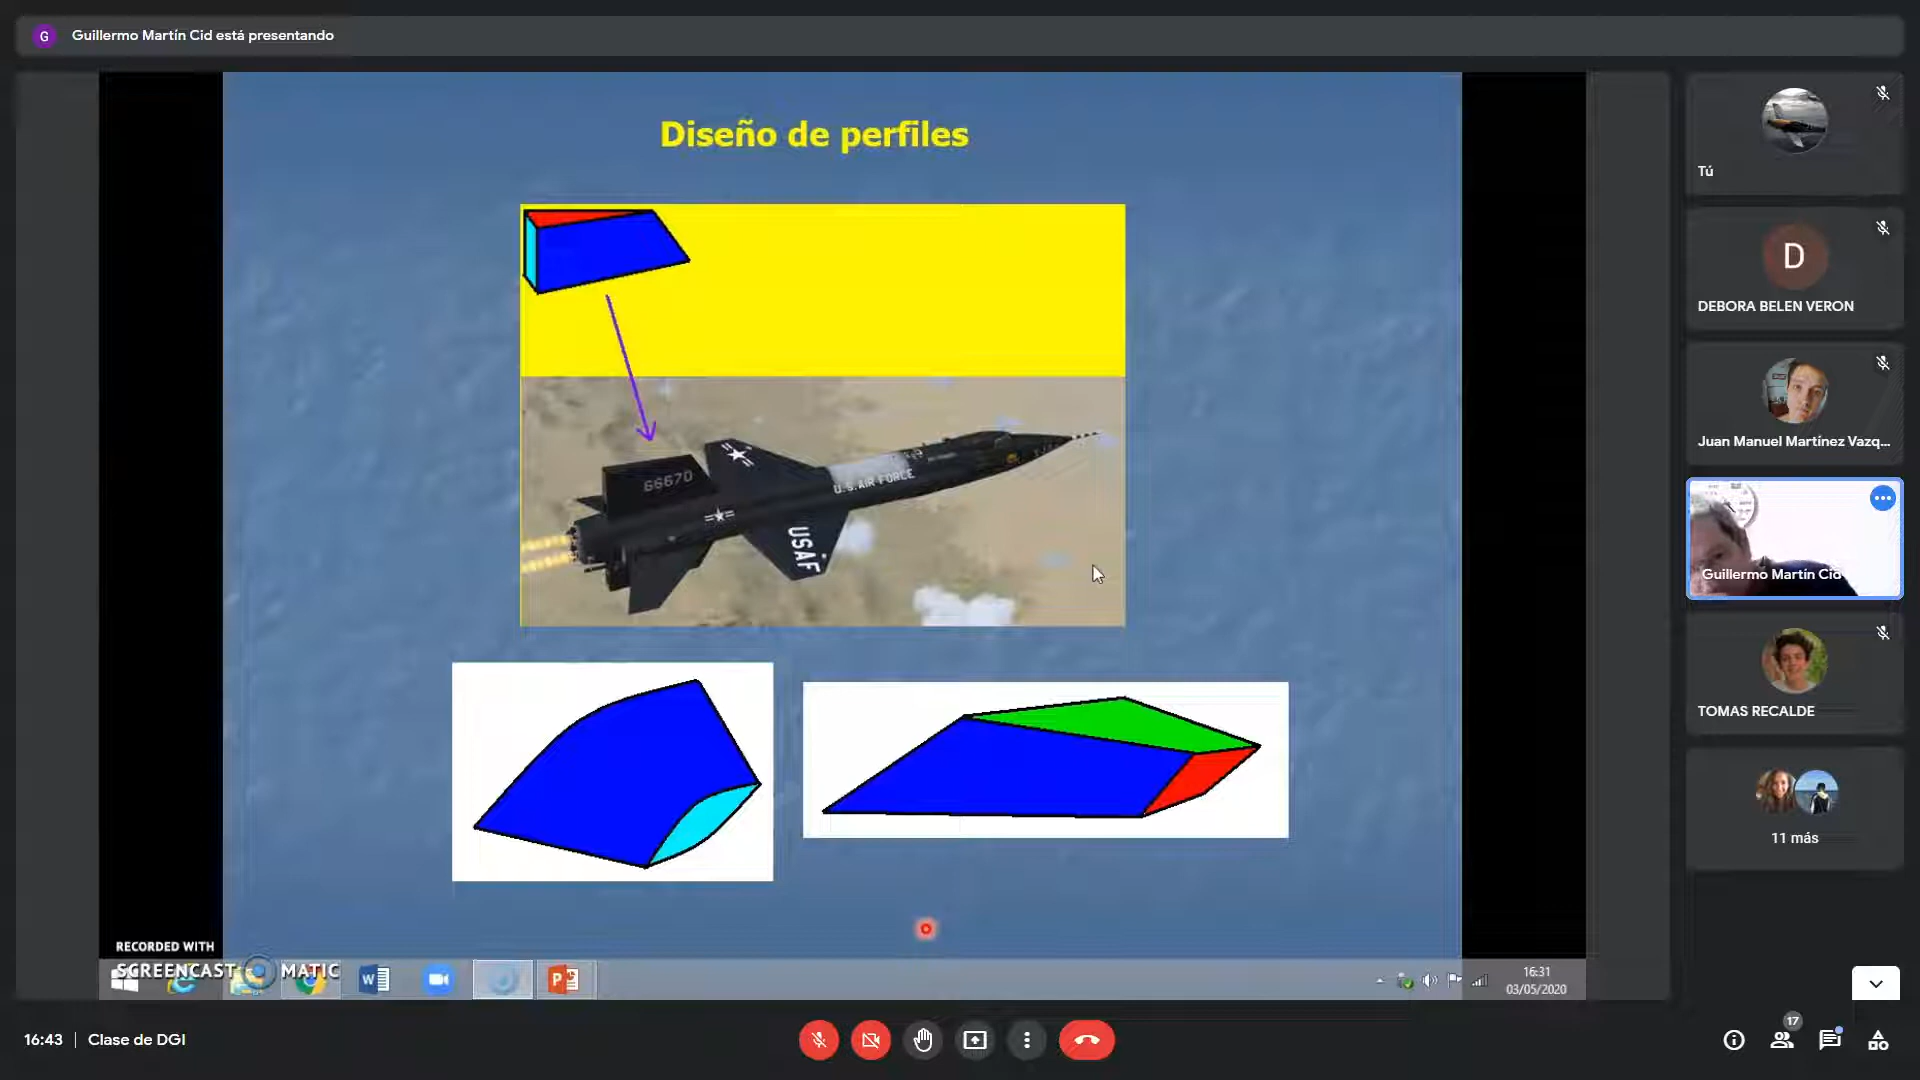 G Guillermo Martín Cid está presentando
Diseño de perfiles
66670
U.S. AIR FORCE
USAF
RECORDED WITH
SCREENCAST MATIC
W
P
16:31
03/05/2020
Tú
D
DEBORA BELEN VERON
Juan Manuel Martínez Vazq...
Guillermo Martín Cid
TOMAS RECALDE
11 más
16:43 | Clase de DGI
17